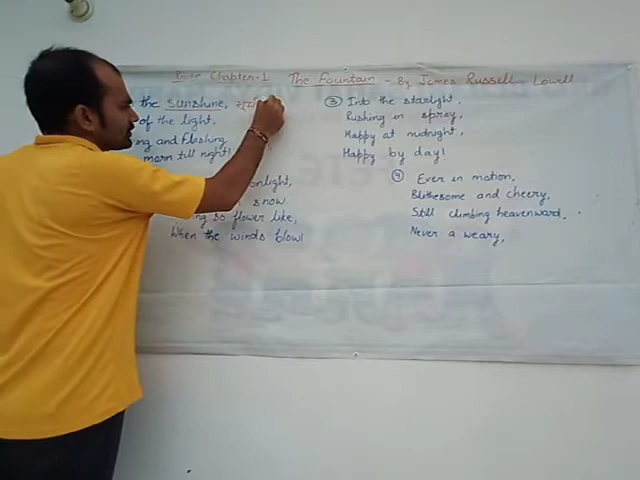 Chapter-1 The Fountain - By James Russell Lowell
the sunshine,
of the light.
and Flashing
morn till night!
snow.
so flower like,
When the winds blow!
③ Into the starlight,
Rushing in spray,
Happy at midnight,
Happy by day!
④ Ever in motion,
Blithesome and cheery,
Still climbing heavenward,
Never a weary,